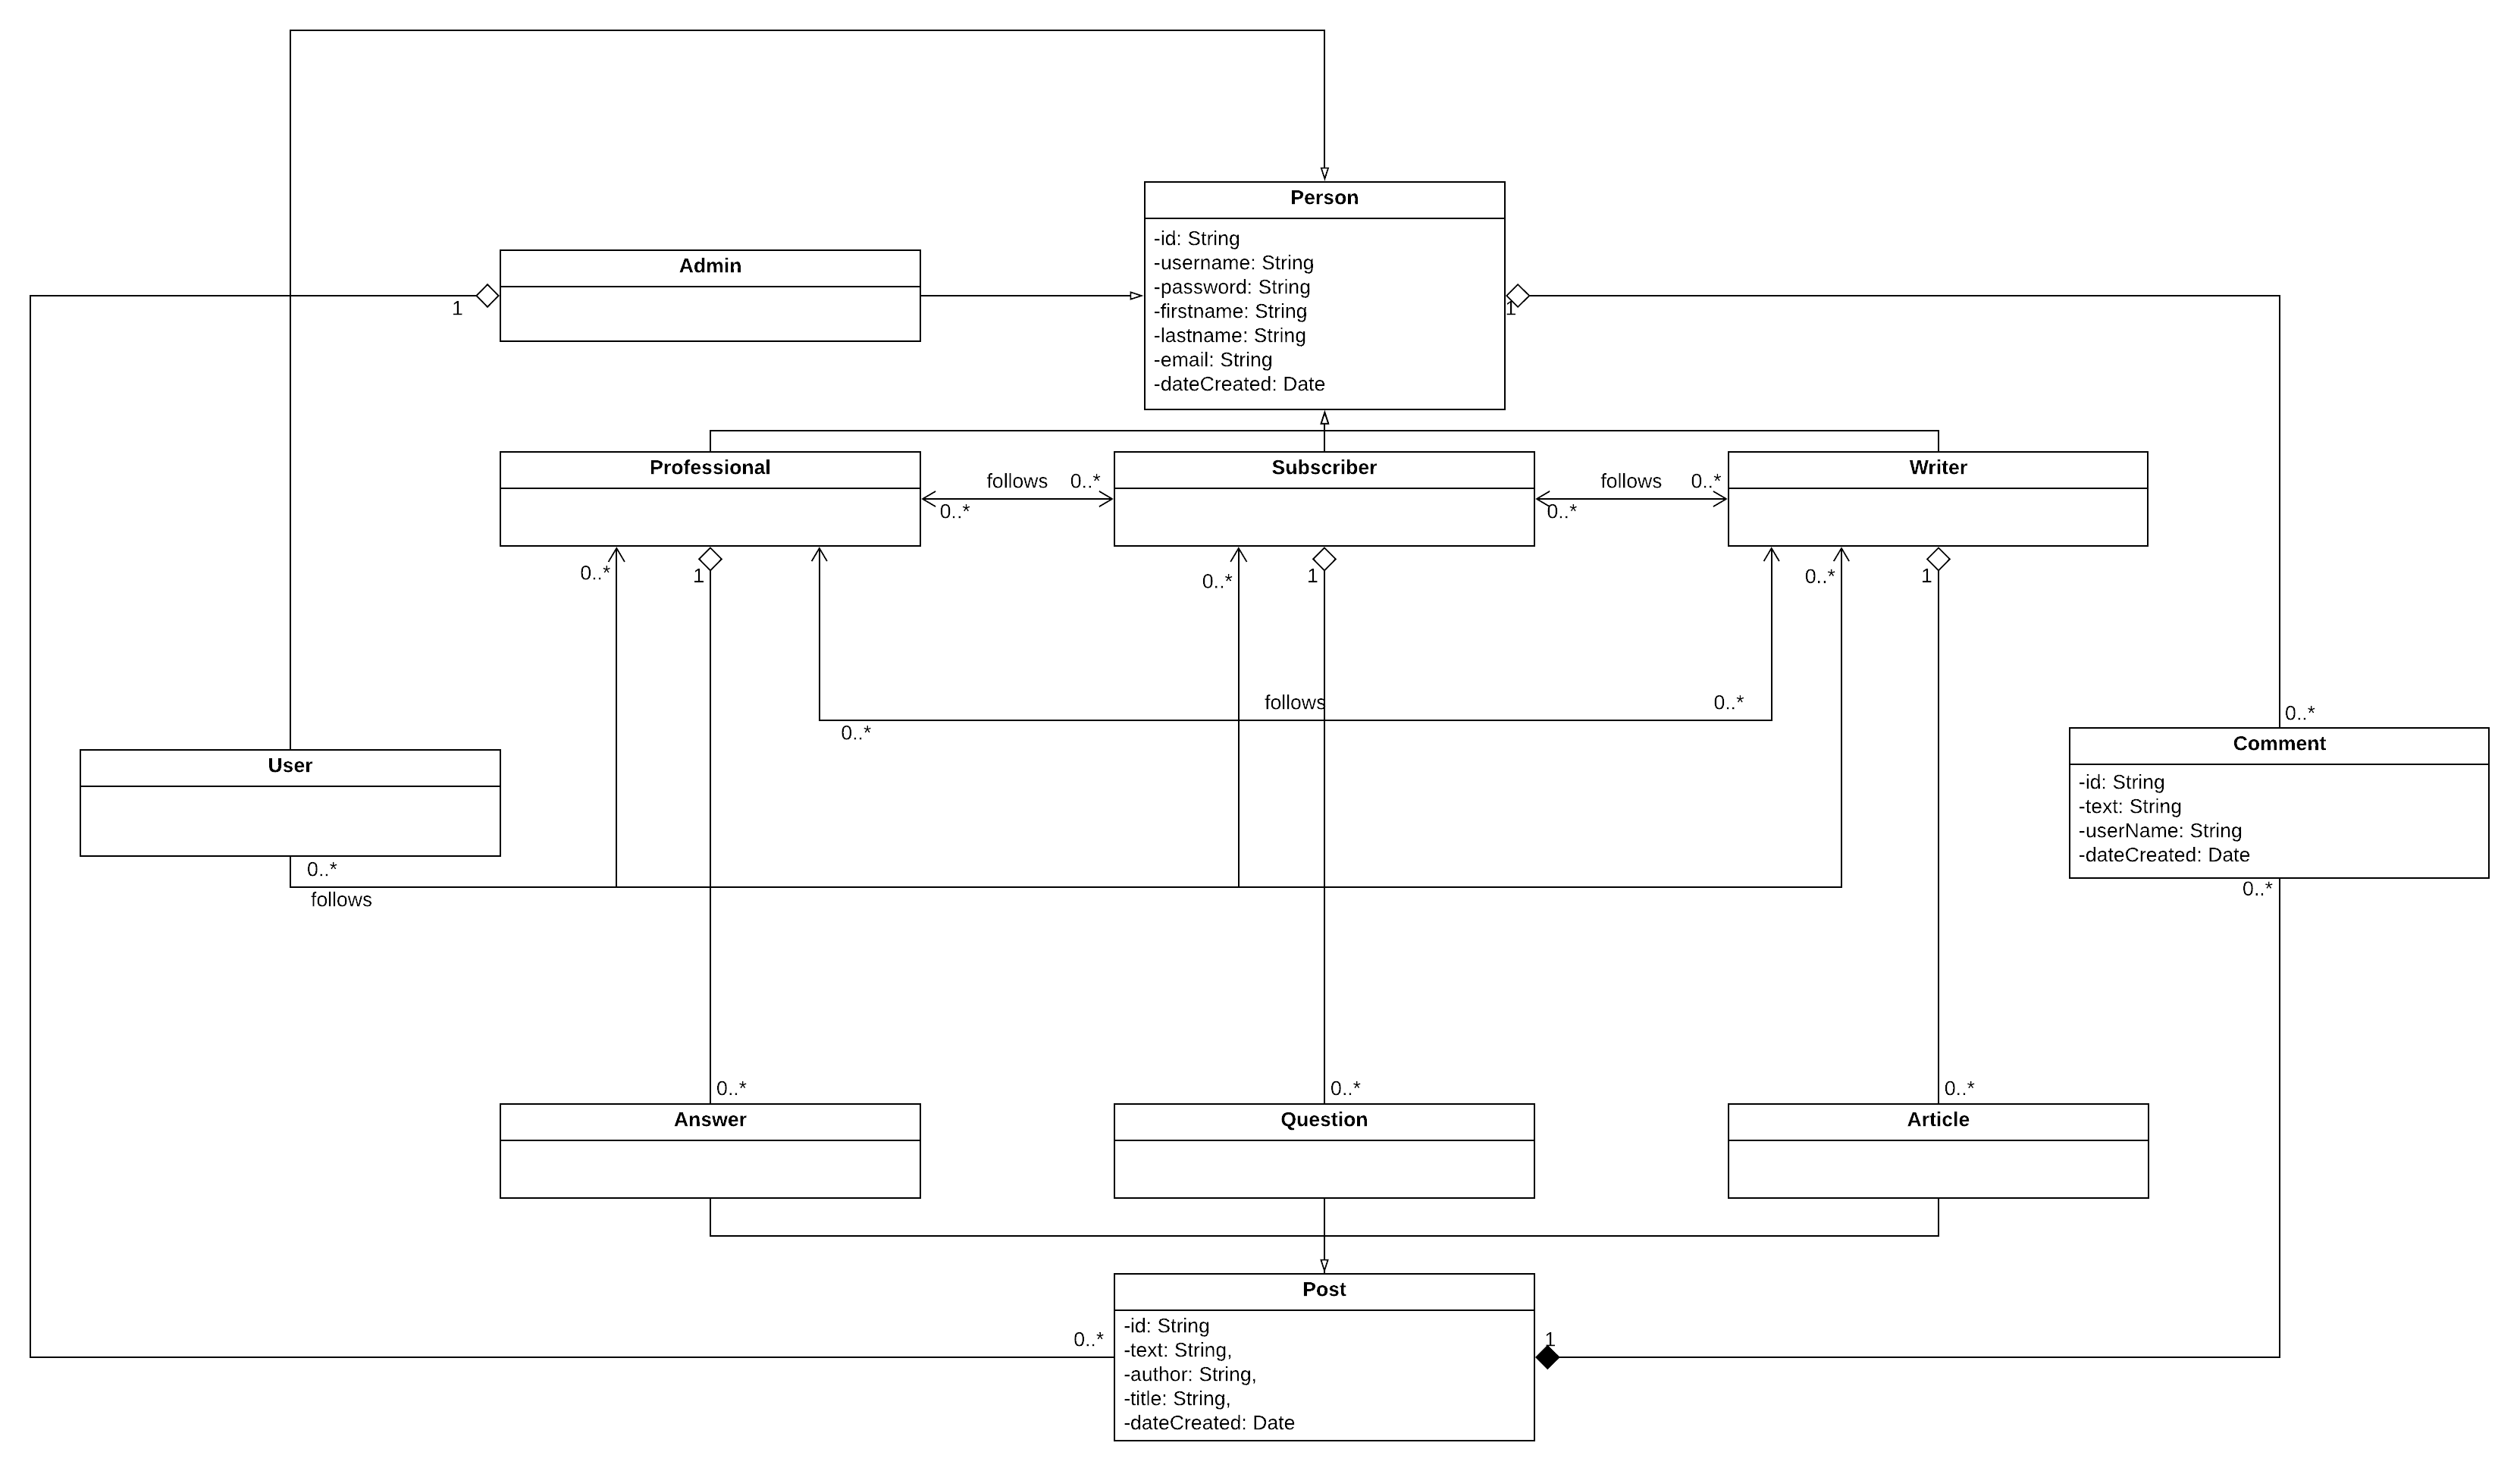 Person
-id: String
-username: String
-password: String
-firstname: String
-lastname: String
-email: String
-dateCreated: Date
Admin
1
1
Professional
Subscriber
Writer
follows 0..*
0..*
follows 0..*
0..*
0..*
1
0..*
1
0..*
1
follows
0..*
0..*
0..*
User
0..*
follows
Comment
-id: String
-text: String
-userName: String
-dateCreated: Date
0..*
0..*
0..*
0..*
Answer
Question
Article
Post
-id: String
-text: String,
-author: String,
-title: String,
-dateCreated: Date
0..*
1